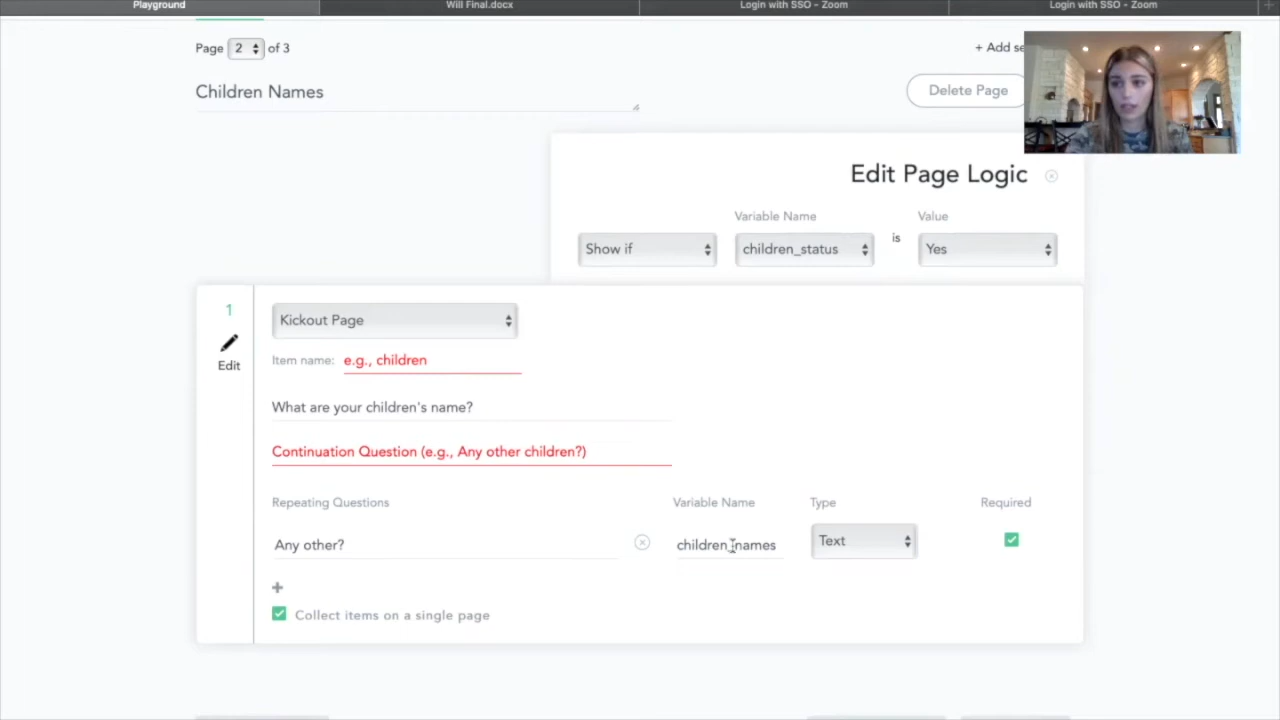 Playground
Will Final.docx
Login with SSO – Zoom
Login with SSO – Zoom
Page 2 of 3
+ Add se
Children Names
Delete Page
Edit Page Logic
Variable Name
Value
Show if
children_status
is
Yes
1
Kickout Page
Edit
Item name: e.g., children
What are your children's name?
Continuation Question (e.g., Any other children?)
Repeating Questions
Variable Name
Type
Required
Any other?
children_names
Text
Collect items on a single page